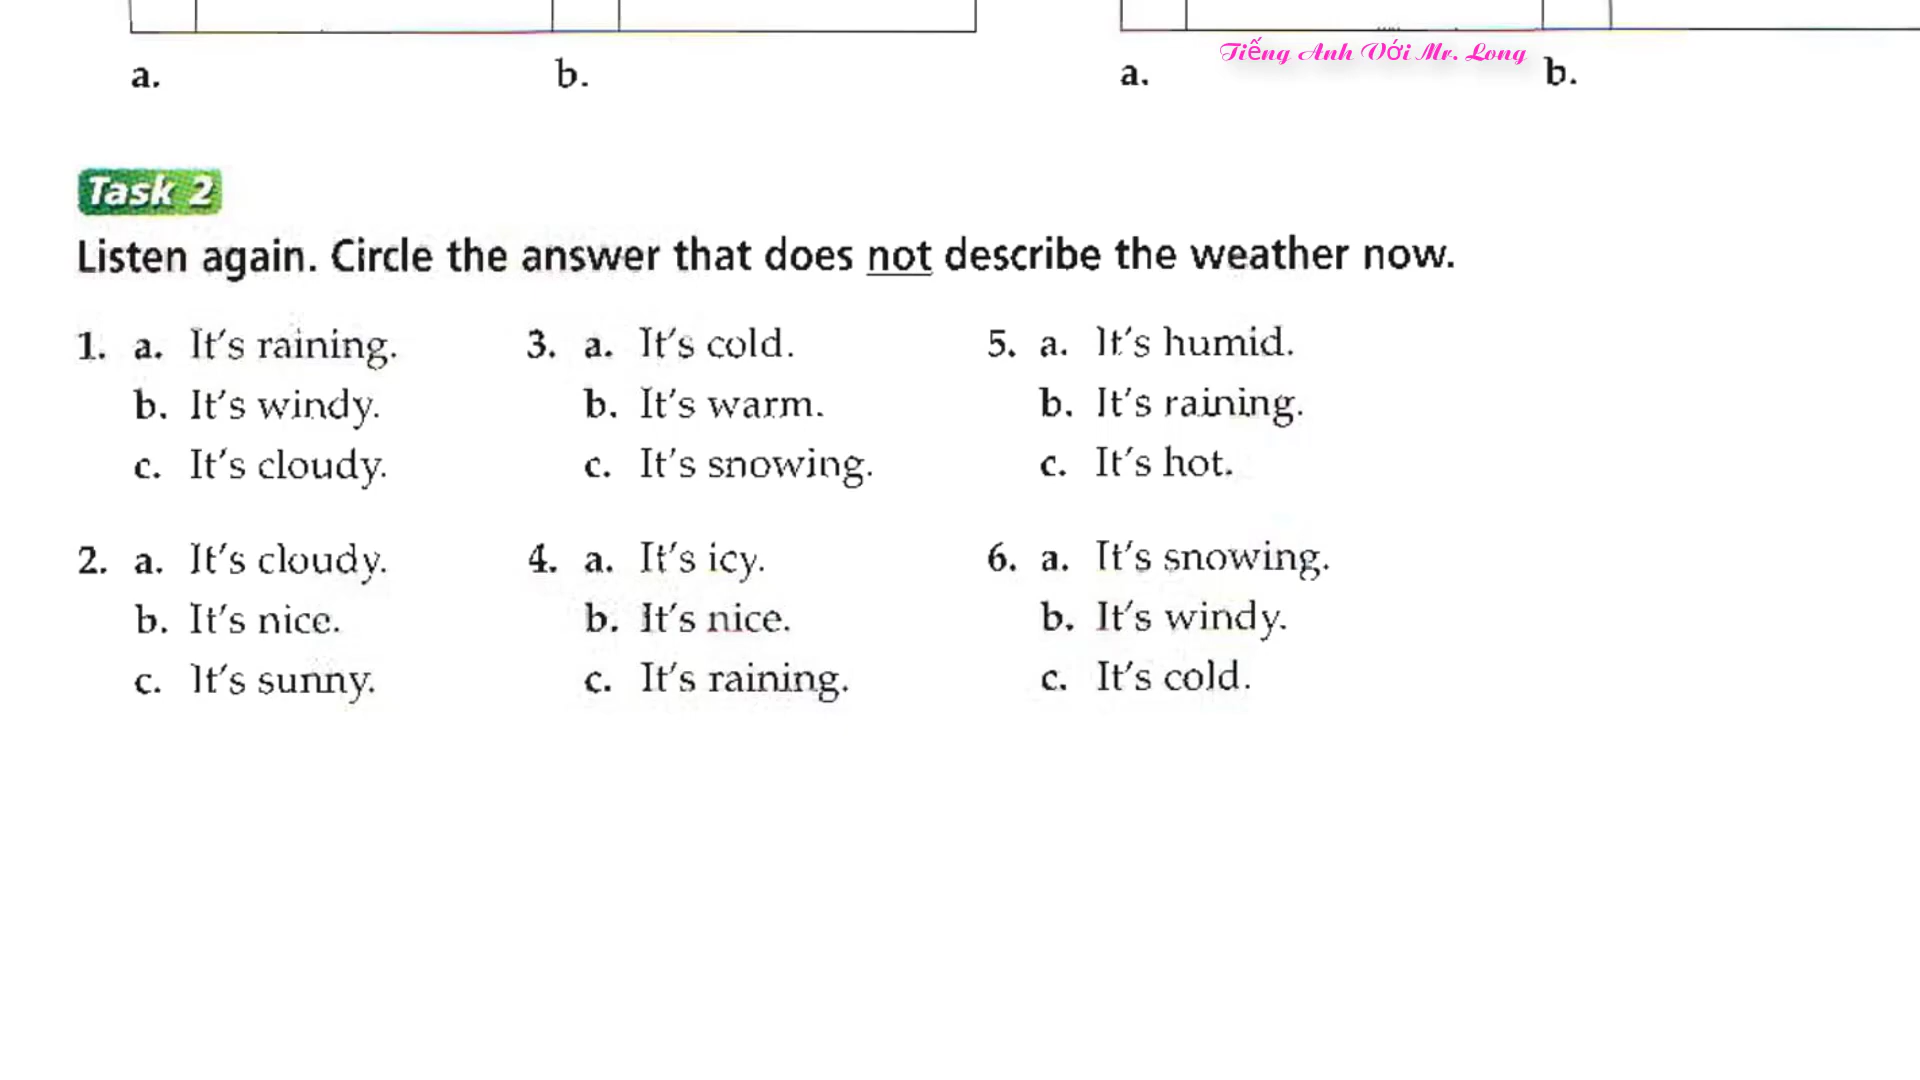 Tiếng Anh Với Mr. Long
a. b. a. b.
Task 2
Listen again. Circle the answer that does not describe the weather now.
1. a. It's raining.
b. It's windy.
c. It's cloudy.
2. a. It's cloudy.
b. It's nice.
c. It's sunny.
3. a. It's cold.
b. It's warm.
c. It's snowing.
4. a. It's icy.
b. It's nice.
c. It's raining.
5. a. It's humid.
b. It's raining.
c. It's hot.
6. a. It's snowing.
b. It's windy.
c. It's cold.